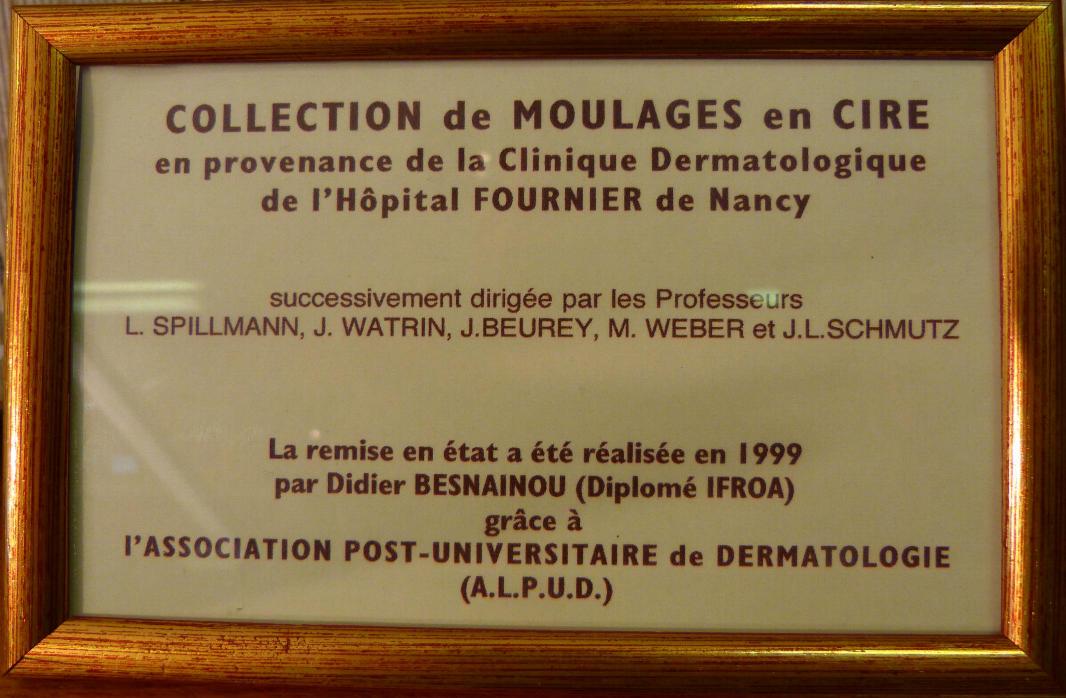 COLLECTION de MOULAGES en CIRE
en provenance de la Clinique Dermatologique
de l'Hôpital FOURNIER de Nancy
successivement dirigée par les Professeurs
L. SPILLMANN, J. WATRIN, J.BEUREY, M. WEBER et J.L.SCHMUTZ
La remise en état a été réalisée en 1999
par Didier BESNAINOU (Diplomé IFROA)
grâce à
l'ASSOCIATION POST-UNIVERSITAIRE de DERMATOLOGIE
(A.L.P.U.D.)